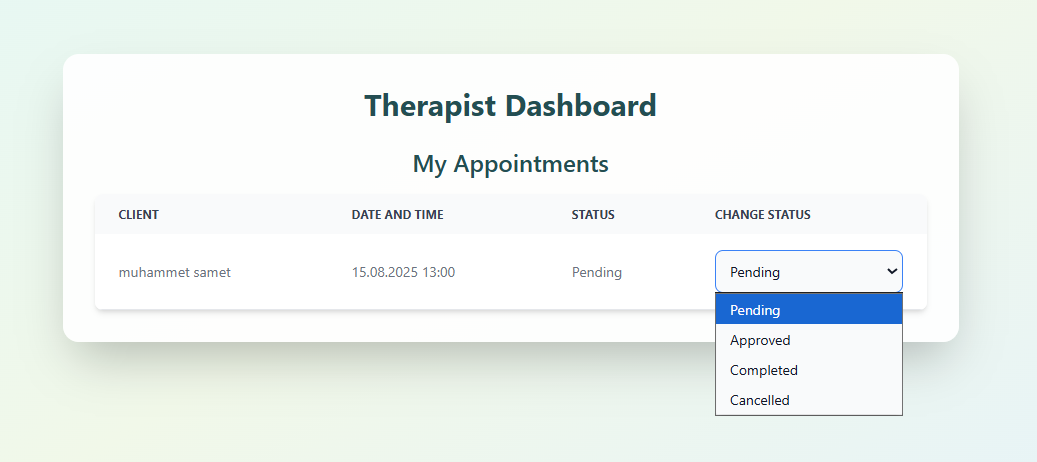 Therapist Dashboard
My Appointments
CLIENT DATE AND TIME STATUS CHANGE STATUS
muhammet samet 15.08.2025 13:00 Pending Pending
Pending
Approved
Completed
Cancelled